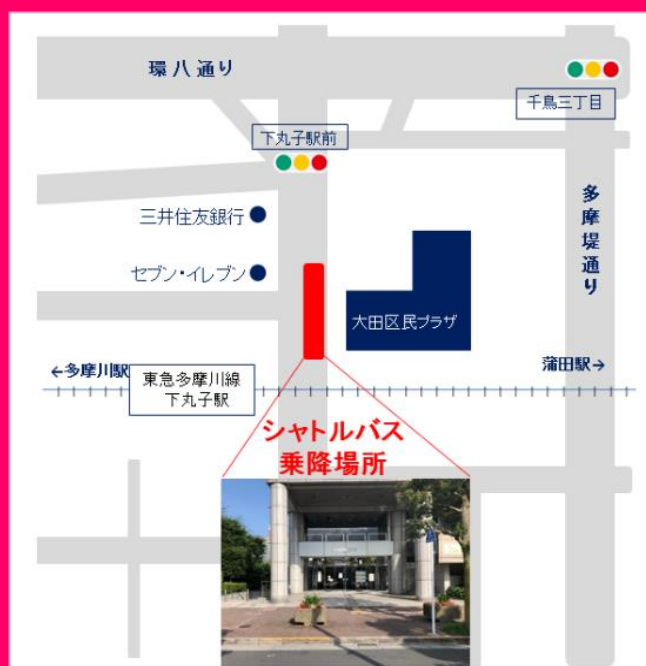 環八通り
千鳥三丁目
下丸子駅前
三井住友銀行
多摩堤通り
セブン・イレブン
大田区民プラザ
←多摩川駅
蒲田駅→
東急多摩川線
下丸子駅
シャトルバス
乗降場所